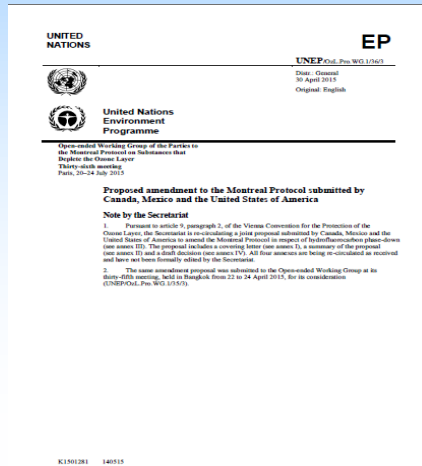 UNITED
NATIONS
EP
UNEP/OzL.Pro.WG.1/36/3
Distr.: General
30 April 2015
Original: English
United Nations
Environment
Programme
Open-ended Working Group of the Parties to
the Montreal Protocol on Substances that
Deplete the Ozone Layer
Thirty-sixth meeting
Paris, 20–24 July 2015
Proposed amendment to the Montreal Protocol submitted by
Canada, Mexico and the United States of America
Note by the Secretariat
1. Pursuant to article 9, paragraph 2, of the Vienna Convention for the Protection of the
Ozone Layer, the Secretariat is re-circulating a joint proposal submitted by Canada, Mexico and the
United States of America to amend the Montreal Protocol in respect of hydrofluorocarbon phase-down
(see annex III). The proposal includes a covering letter (see annex I), a summary of the proposal
(see annex II) and a draft decision (see annex IV). All four annexes are being re-circulated as received
and have not been formally edited by the Secretariat.
2. The same amendment proposal was submitted to the Open-ended Working Group at its
thirty-fifth meeting, held in Bangkok from 22 to 24 April 2015, for its consideration
(UNEP/OzL.Pro.WG.1/35/3).
K1501281 140515